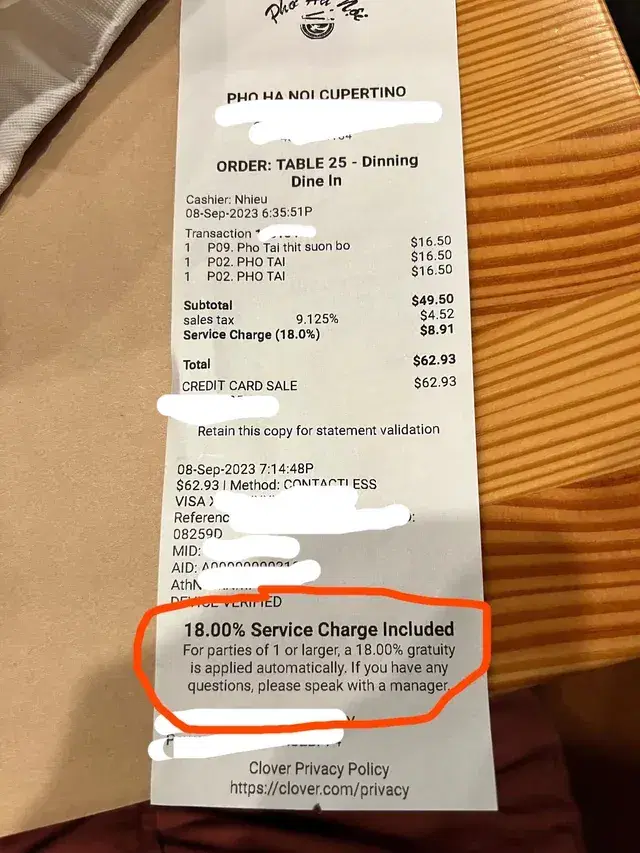 Pho Ha Noi
PHO HA NOI CUPERTINO
ORDER: TABLE 25 - Dinning
Dine In
Cashier: Nhieu
08-Sep-2023 6:35:51P
Transaction
1 P09. Pho Tai thit suon bo $16.50
1 P02. PHO TAI $16.50
1 P02. PHO TAI $16.50
Subtotal $49.50
sales tax 9.125% $4.52
Service Charge (18.0%) $8.91
Total $62.93
CREDIT CARD SALE $62.93
Retain this copy for statement validation
08-Sep-2023 7:14:48P
$62.93 | Method: CONTACTLESS
VISA
Referenc
08259D
MID:
AID:
AthN
DEVICE VERIFIED
18.00% Service Charge Included
For parties of 1 or larger, a 18.00% gratuity
is applied automatically. If you have any
questions, please speak with a manager.
Clover Privacy Policy
https://clover.com/privacy